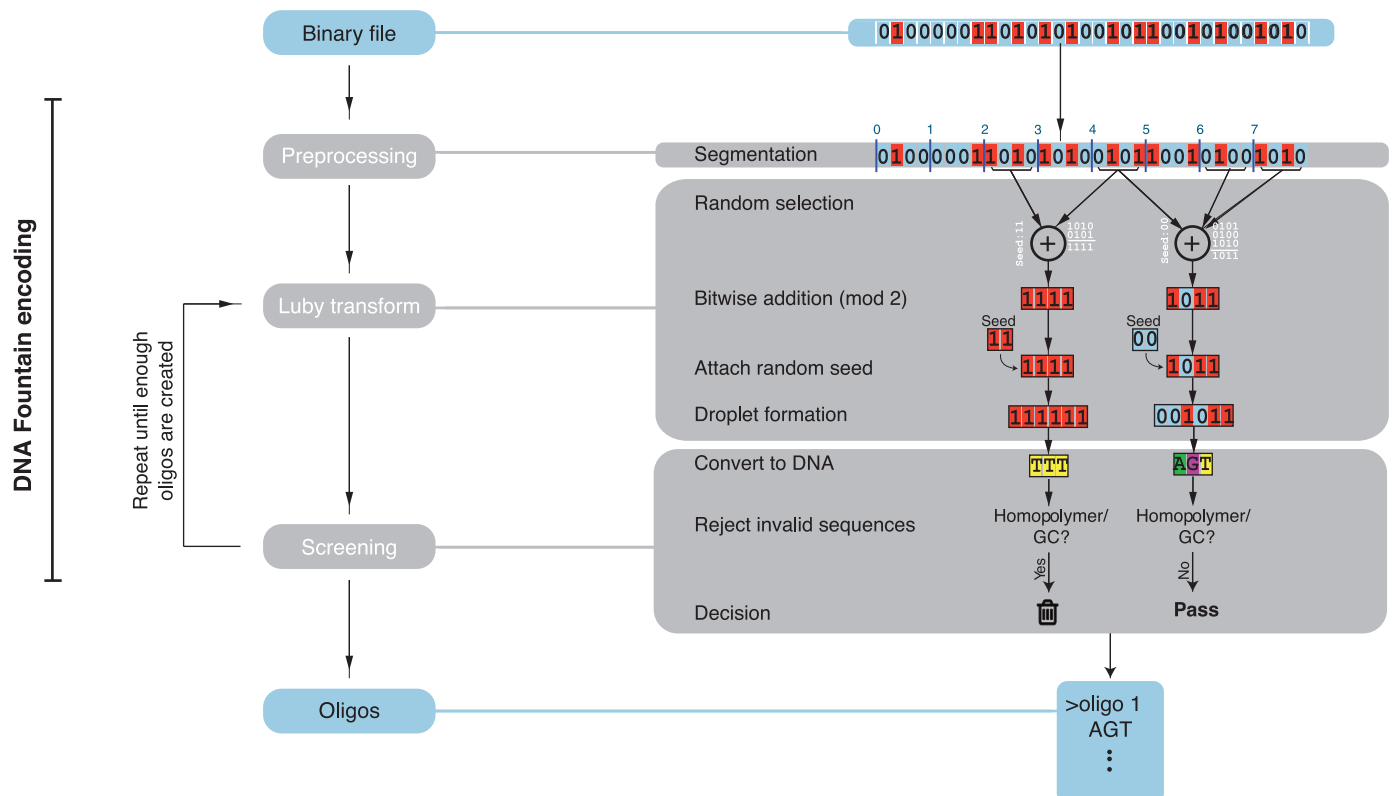 Binary file
01000001101010100101100101001010
0 1 2 3 4 5 6 7
Preprocessing
Segmentation
01000001101010100101100101001010
DNA Fountain encoding
Random selection
Seed:11
1010
0101
1111
Seed:00
0101
0100
1010
1011
Luby transform
Bitwise addition (mod 2)
1111
1011
Seed
11
Seed
00
Attach random seed
1111
1011
Droplet formation
111111
001011
Repeat until enough
oligos are created
Convert to DNA
TTT
AGT
Screening
Reject invalid sequences
Homopolymer/
GC?
Homopolymer/
GC?
Yes
No
Decision
Pass
Oligos
>oligo 1
AGT